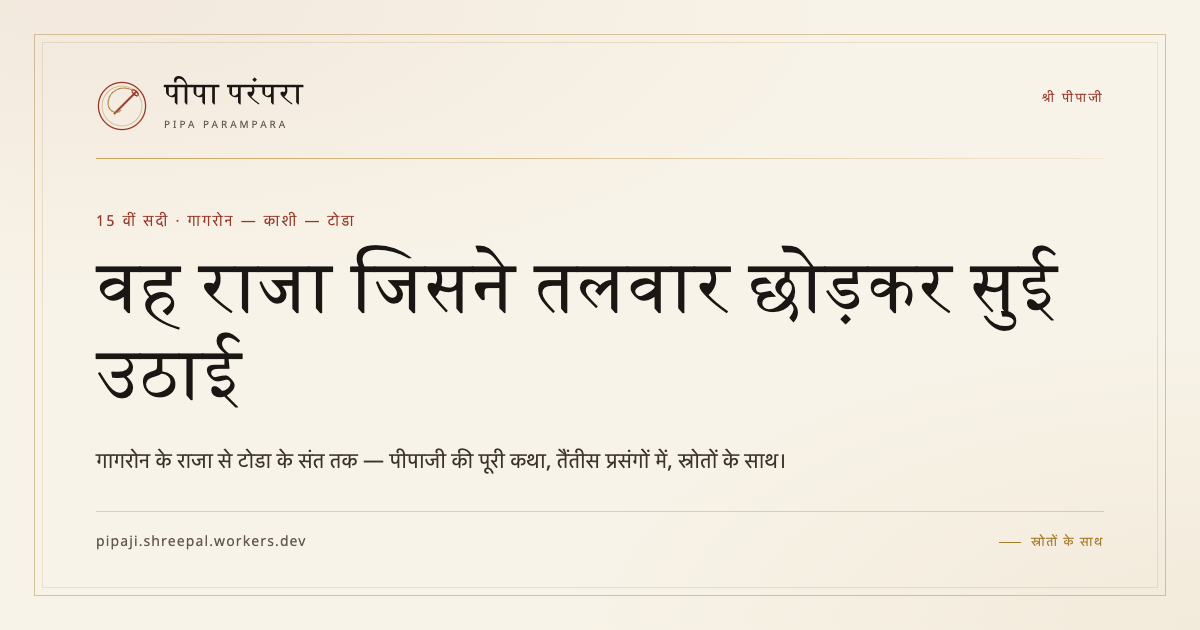 पीपा परंपरा
PIPA PARAMPARA
श्री पीपाजी
15 वीं सदी · गागरोन — काशी — टोडा
वह राजा जिसने तलवार छोड़कर सुई
उठाई
गागरोन के राजा से टोडा के संत तक — पीपाजी की पूरी कथा, तैंतीस प्रसंगों में, स्रोतों के साथ।
pipaji.shreepal.workers.dev
— स्रोतों के साथ